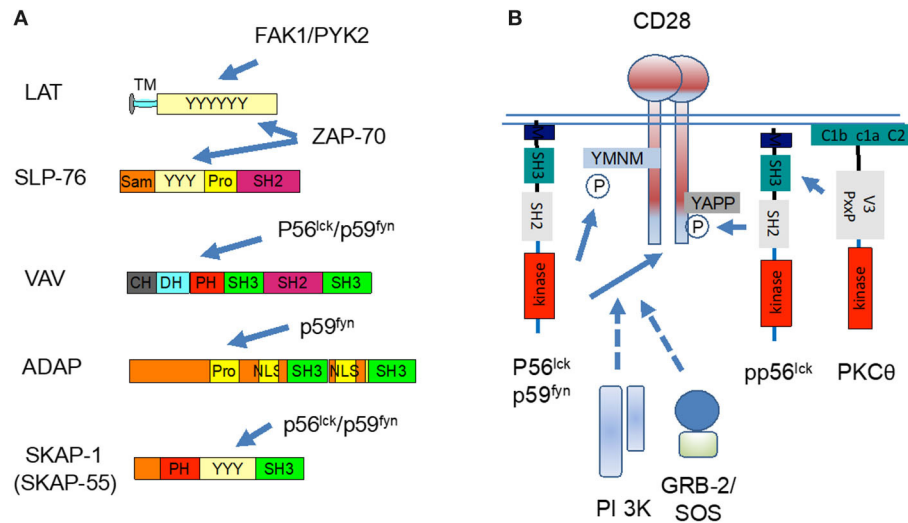 A
FAK1/PYK2
LAT
TM
YYYYYY
ZAP-70
SLP-76
Sam YYY Pro SH2
P56lck/p59fyn
VAV
CH DH PH SH3 SH2 SH3
p59fyn
ADAP
Pro NLS SH3 NLS SH3
p56lck/p59fyn
SKAP-1
(SKAP-55)
PH YYY SH3
B
CD28
M
SH3
SH2
kinase
YMNM
P
YAPP
P
M
SH3
SH2
kinase
C1b c1a C2
V3
PxxP
kinase
P56lck
p59fyn
pp56lck
PKCθ
PI 3K
GRB-2/
SOS